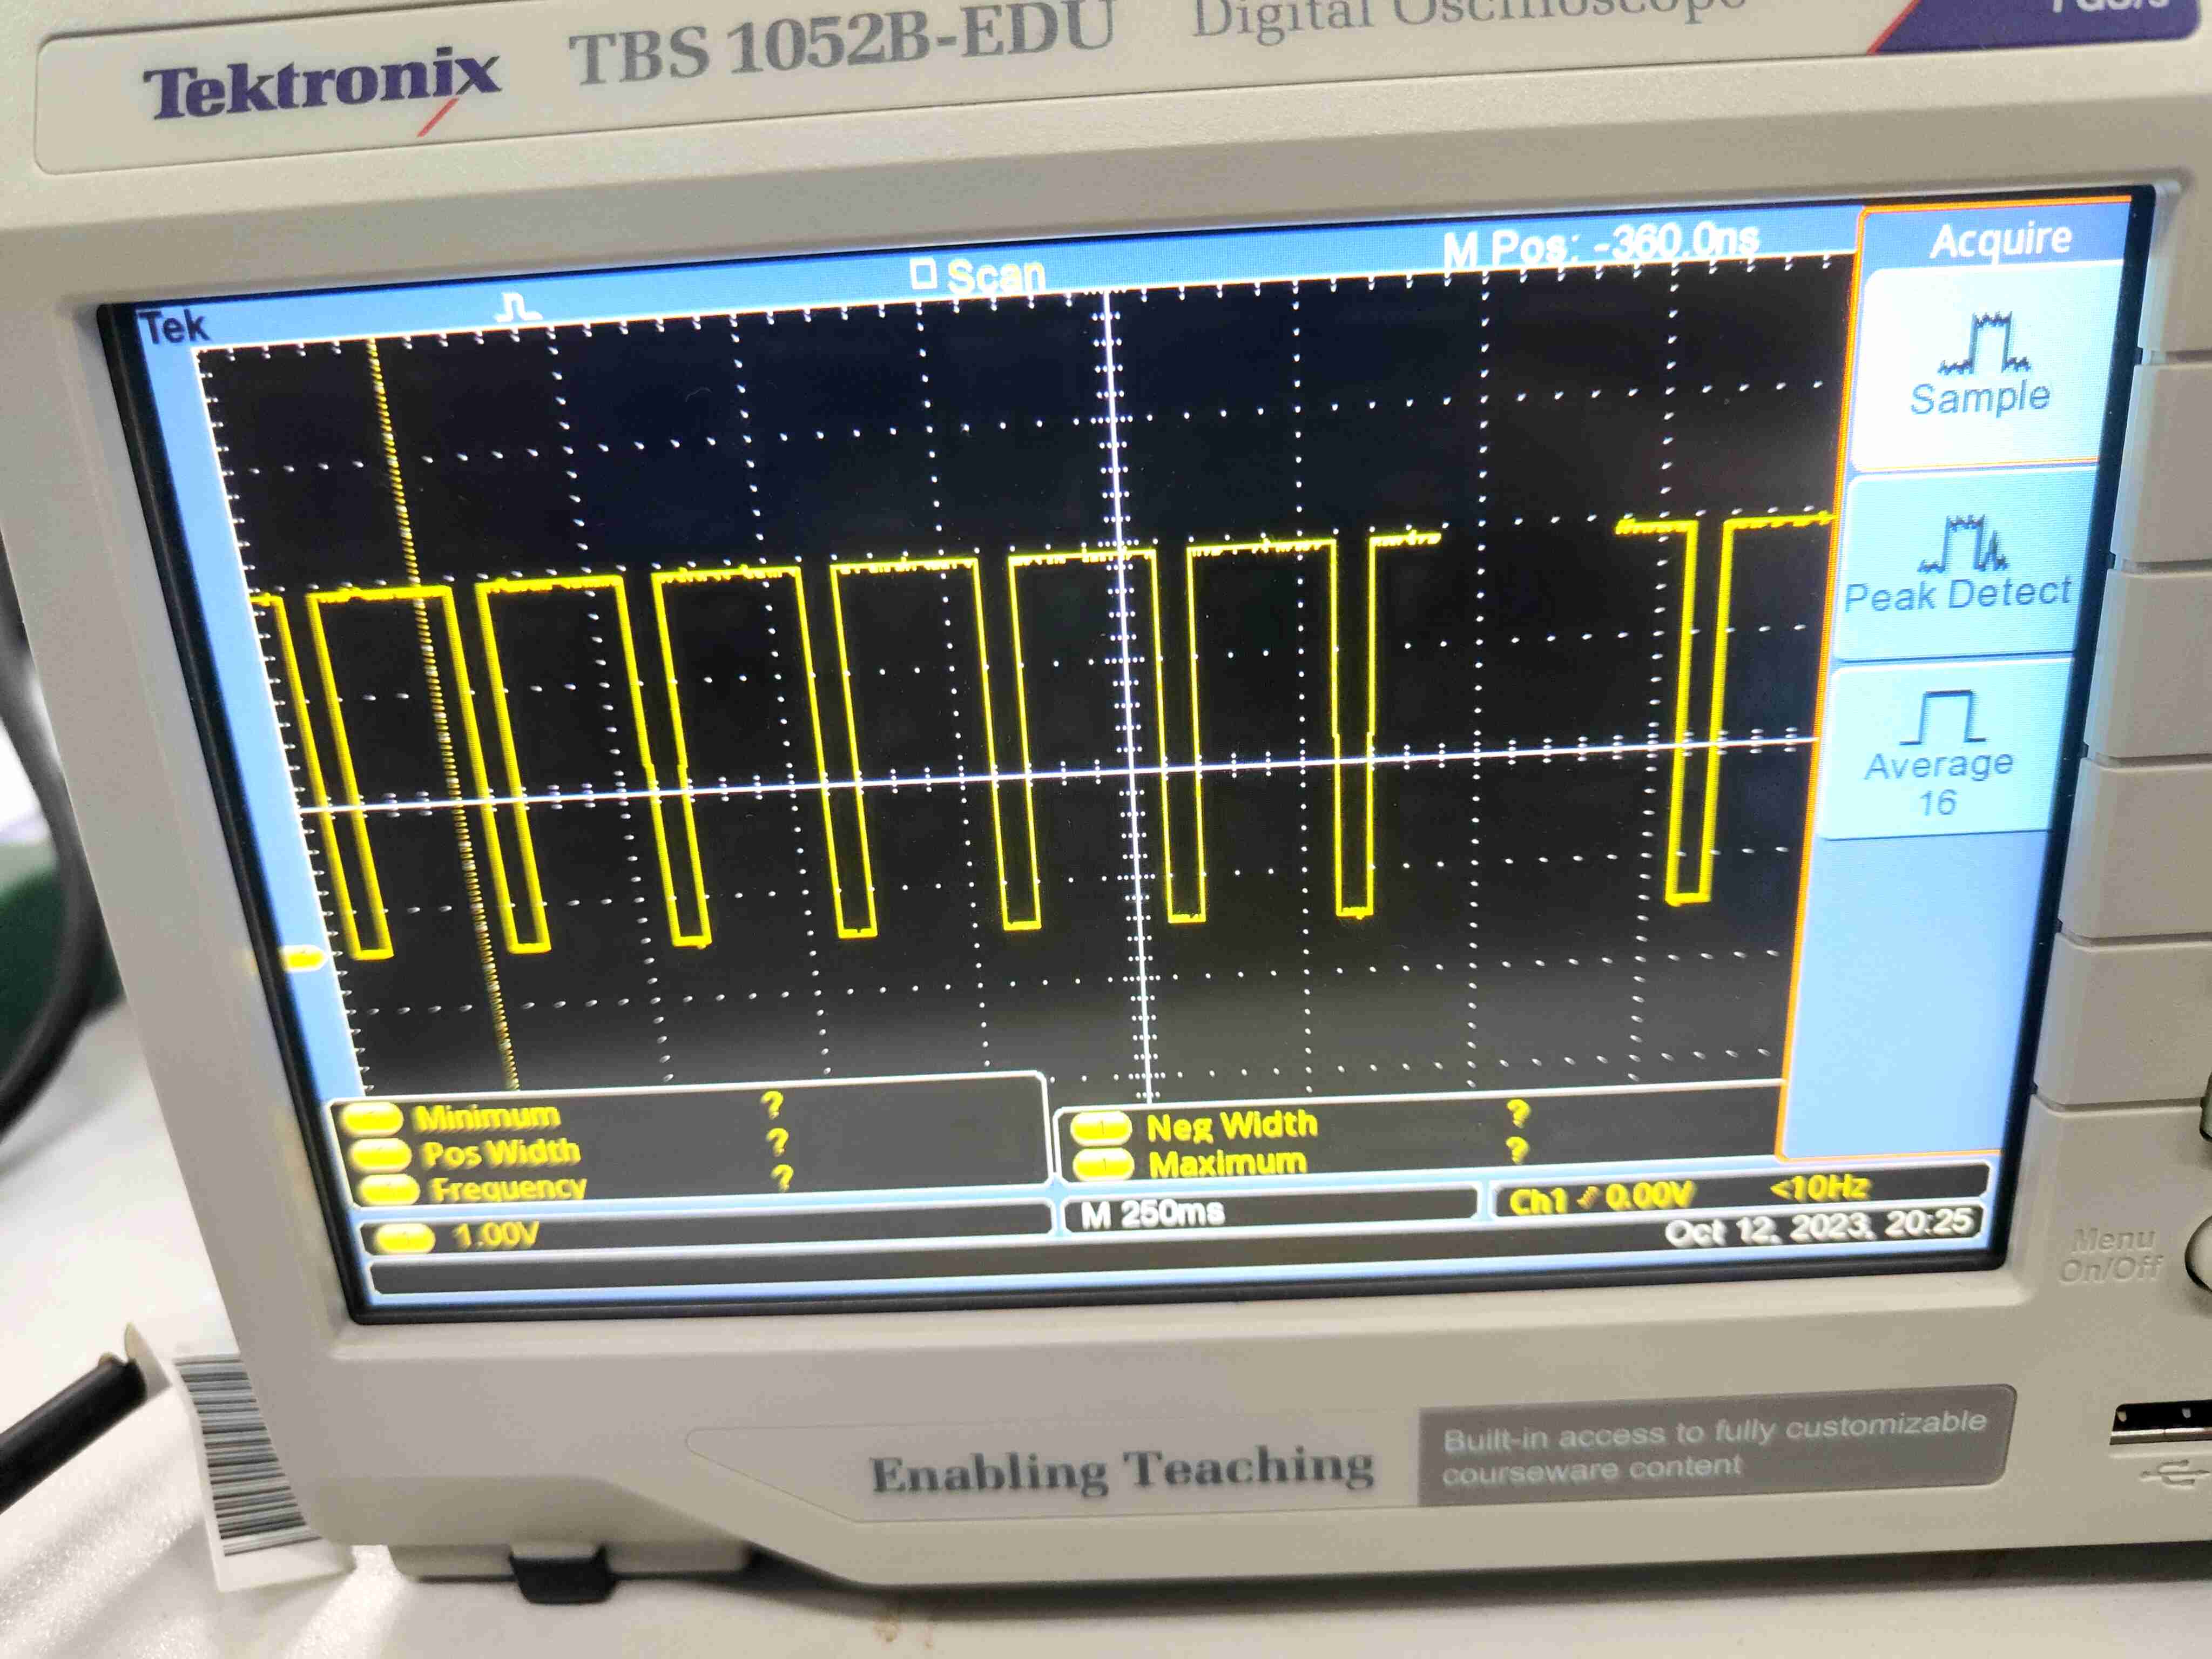 Tektronix TBS 1052B-EDU Digital Oscilloscope
Tek
Scan
M Pos: -360.0ns
Acquire
Sample
Peak Detect
Average
16
Minimum ?
Pos Width ?
Frequency ?
1 Neg Width ?
1 Maximum ?
1.00V
M 250ms
Ch1 0.00V <10Hz
Oct 12, 2023, 20:25
Menu
On/Off
Enabling Teaching
Built-in access to fully customizable
courseware content